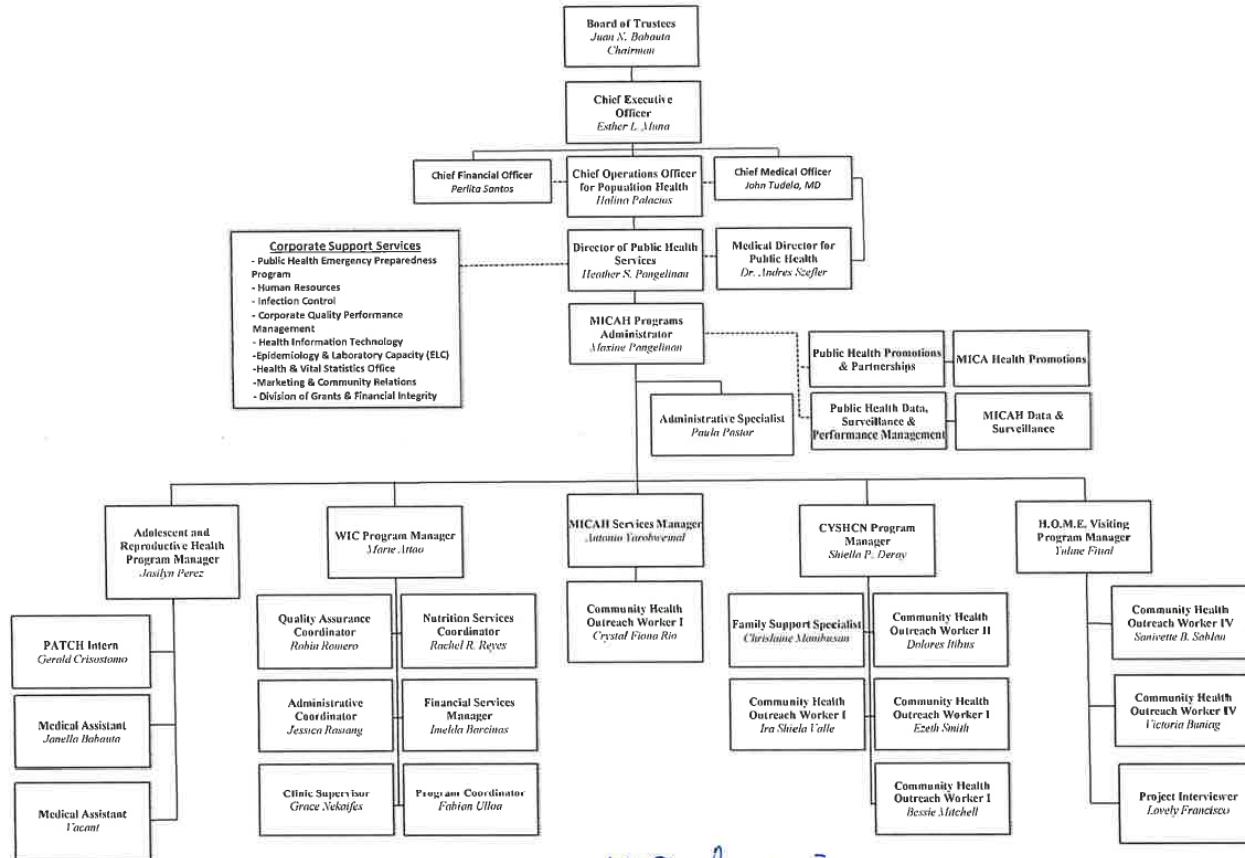 Board of Trustees
Juan N. Babauta
Chairman
Chief Executive
Officer
Esther L. Muna
Chief Financial Officer
Perlita Santos
Chief Operations Officer
for Popultion Health
Halina Palacios
Chief Medical Officer
John Tudela, MD
Corporate Support Services
- Public Health Emergency Preparedness
Program
- Human Resources
- Infection Control
- Corporate Quality Performance
Management
- Health Information Technology
-Epidemiology & Laboratory Capacity (ELC)
-Health & Vital Statistics Office
- Marketing & Community Relations
- Division of Grants & Financial Integrity
Director of Public Health
Services
Heather S. Pangelinan
Medical Director for
Public Health
Dr. Andres Szefler
MICAH Programs
Administrator
Maxine Pangelinan
Public Health Promotions
& Partnerships
MICA Health Promotions
Administrative Specialist
Paula Pastor
Public Health Data,
Surveillance &
Performance Management
MICAH Data &
Surveillance
Adolescent and
Reproductive Health
Program Manager
Jasilyn Perez
WIC Program Manager
Marie Attao
MICAH Services Manager
Antonio Yarobwemal
CYSHCN Program
Manager
Shiella P. Deray
H.O.M.E. Visiting
Program Manager
Yuline Fitial
PATCH Intern
Gerald Crisostomo
Medical Assistant
Janella Babauta
Medical Assistant
Vacant
Quality Assurance
Coordinator
Robin Romero
Nutrition Services
Coordinator
Rachel R. Reyes
Administrative
Coordinator
Jessica Rasiang
Financial Services
Manager
Imelda Barcinas
Clinic Supervisor
Grace Nekaifes
Program Coordinator
Fabian Ulloa
Community Health
Outreach Worker I
Crystal Fiona Rio
Family Support Specialist
Chrislaine Manibusan
Community Health
Outreach Worker II
Dolores Itibus
Community Health
Outreach Worker I
Ira Shiela Valle
Community Health
Outreach Worker I
Ezeth Smith
Community Health
Outreach Worker I
Bessie Mitchell
Community Health
Outreach Worker IV
Sanivette B. Sablan
Community Health
Outreach Worker IV
Victoria Buniag
Project Interviewer
Lovely Francisco